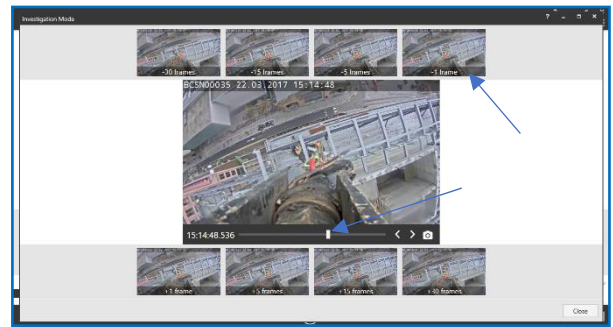 Investigation Mode
-30 frames
-15 frames
-5 frames
-1 frame
BCSN00035 22.03.2017 15:14:48
15:14:48.536
+1 frame
+5 frames
+15 frames
+30 frames
Close